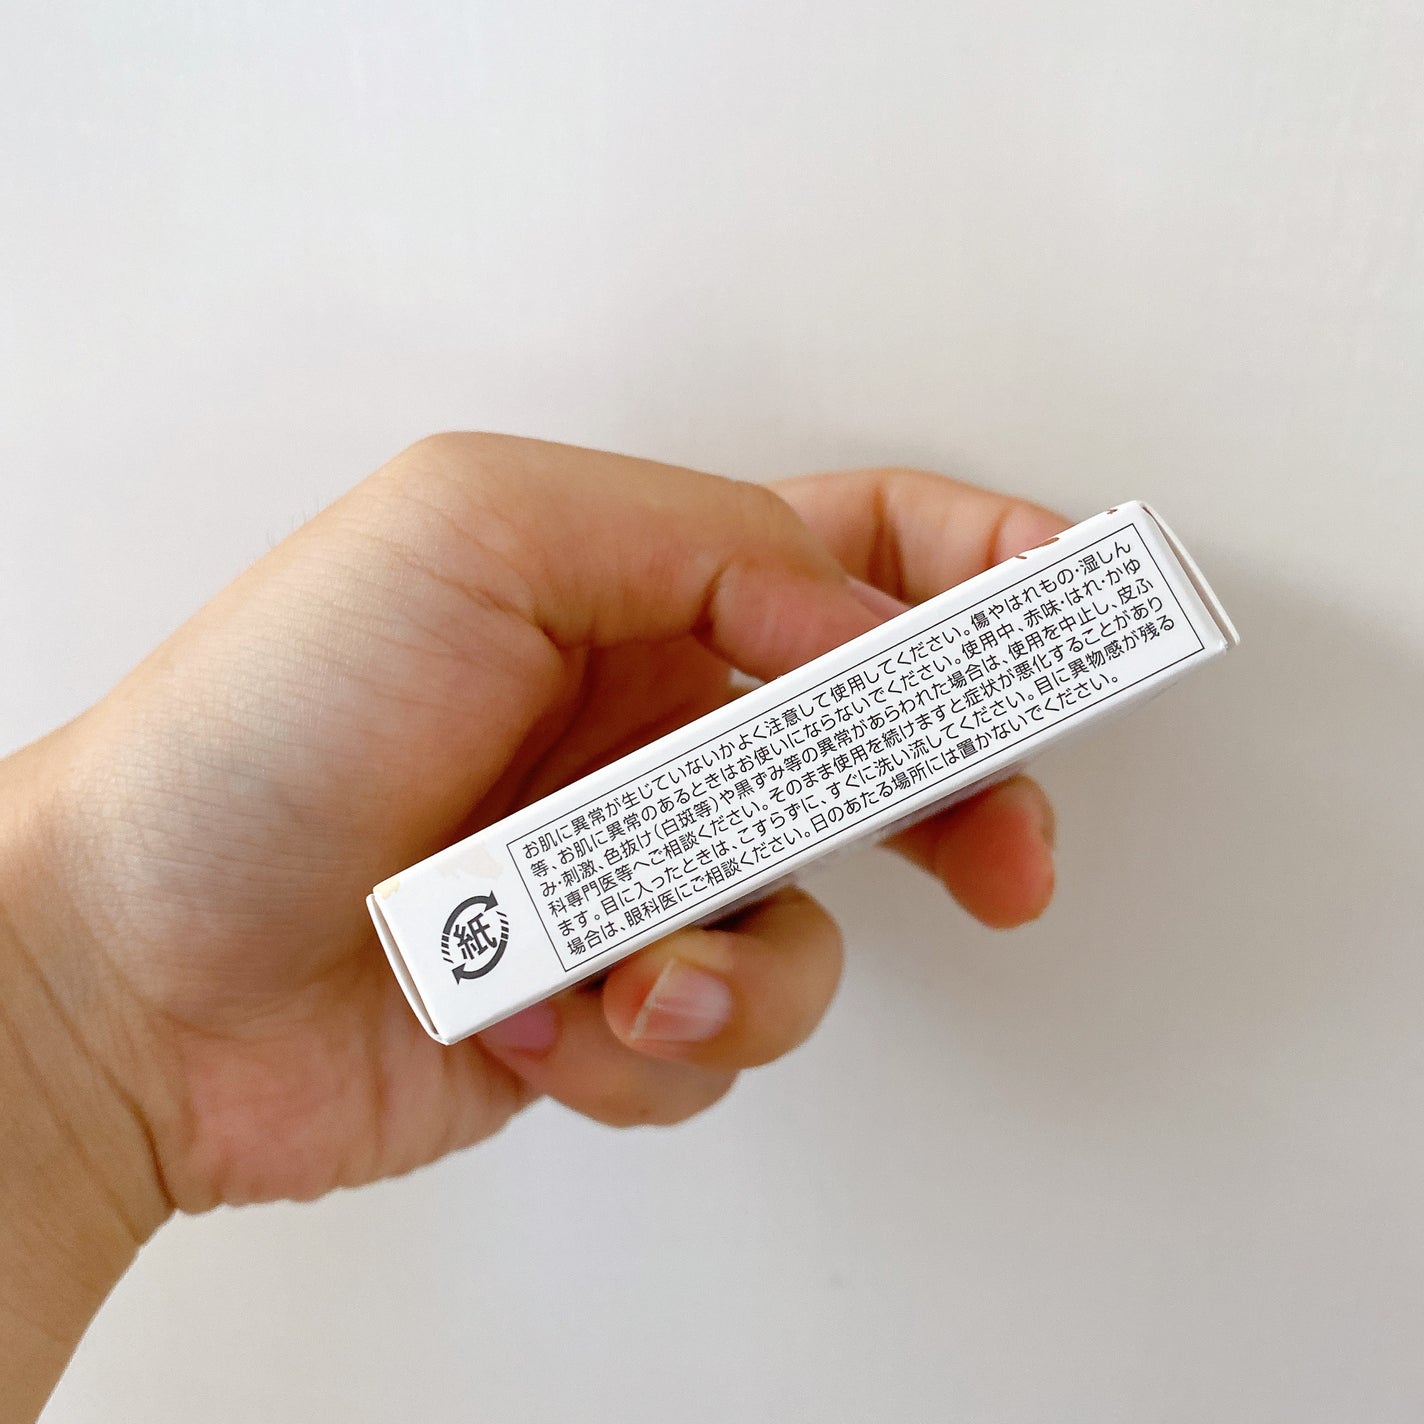 お肌に異常が生じていないかよく注意して使用してください。傷やはれもの・湿しん
等、お肌に異常のあるときはお使いにならないでください。使用中、赤味・はれ・かゆ
み・刺激、色抜け(白斑等)や黒ずみ等の異常があらわれた場合は、使用を中止し、皮ふ
科専門医等へご相談ください。そのまま使用を続けますと症状が悪化することがあり
ます。目に入ったときは、こすらずに、すぐに洗い流してください。目に異物感が残る
場合は、眼科医にご相談ください。日のあたる場所には置かないでください。
紙